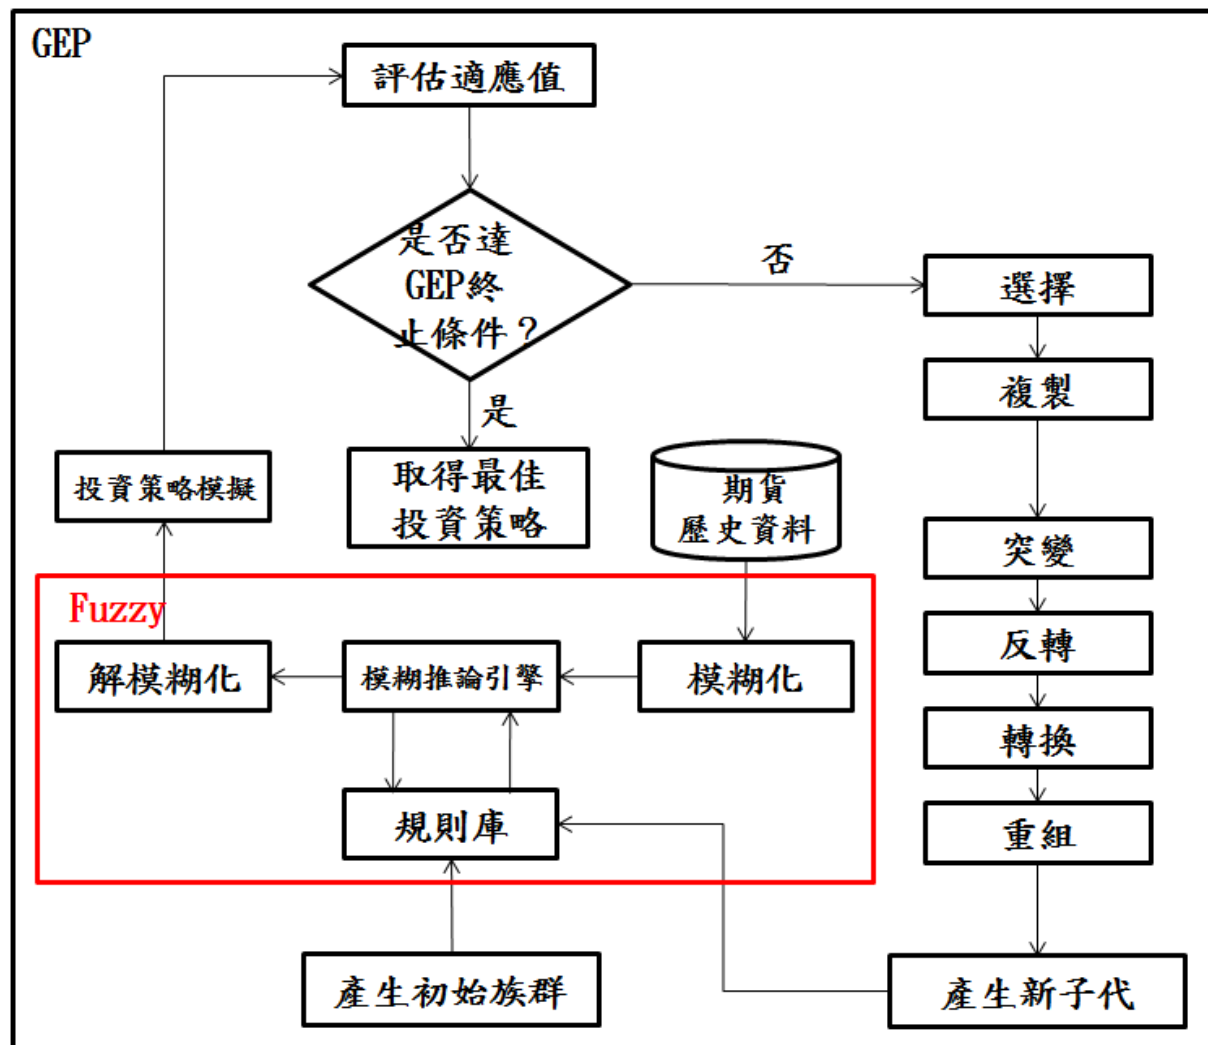 GEP
評估適應值
是否達
GEP終
止條件？
否
選擇
複製
是
取得最佳
投資策略
期貨
歷史資料
投資策略模擬
突變
Fuzzy
解模糊化
模糊推論引擎
模糊化
反轉
轉換
規則庫
重組
產生初始族群
產生新子代